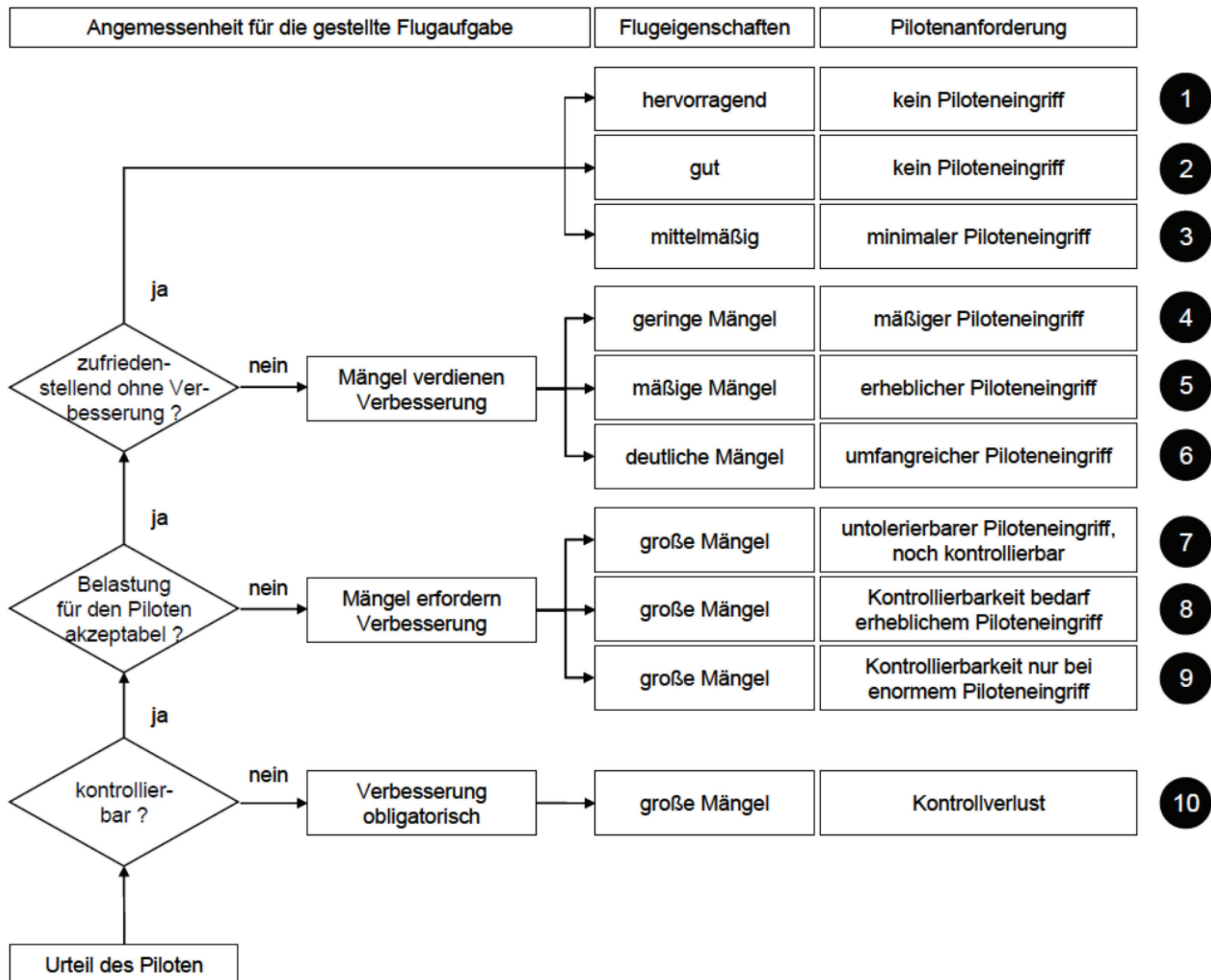 Angemessenheit für die gestellte Flugaufgabe
Flugeigenschaften
Pilotenanforderung
hervorragend
kein Piloteneingriff
1
gut
kein Piloteneingriff
2
mittelmäßig
minimaler Piloteneingriff
3
ja
zufrieden-
stellend ohne Ver-
besserung ?
nein
Mängel verdienen
Verbesserung
geringe Mängel
mäßiger Piloteneingriff
4
mäßige Mängel
erheblicher Piloteneingriff
5
deutliche Mängel
umfangreicher Piloteneingriff
6
ja
Belastung
für den Piloten
akzeptabel ?
nein
Mängel erfordern
Verbesserung
große Mängel
untolerierbarer Piloteneingriff,
noch kontrollierbar
7
große Mängel
Kontrollierbarkeit bedarf
erheblichem Piloteneingriff
8
große Mängel
Kontrollierbarkeit nur bei
enormem Piloteneingriff
9
ja
kontrollier-
bar ?
nein
Verbesserung
obligatorisch
große Mängel
Kontrollverlust
10
Urteil des Piloten